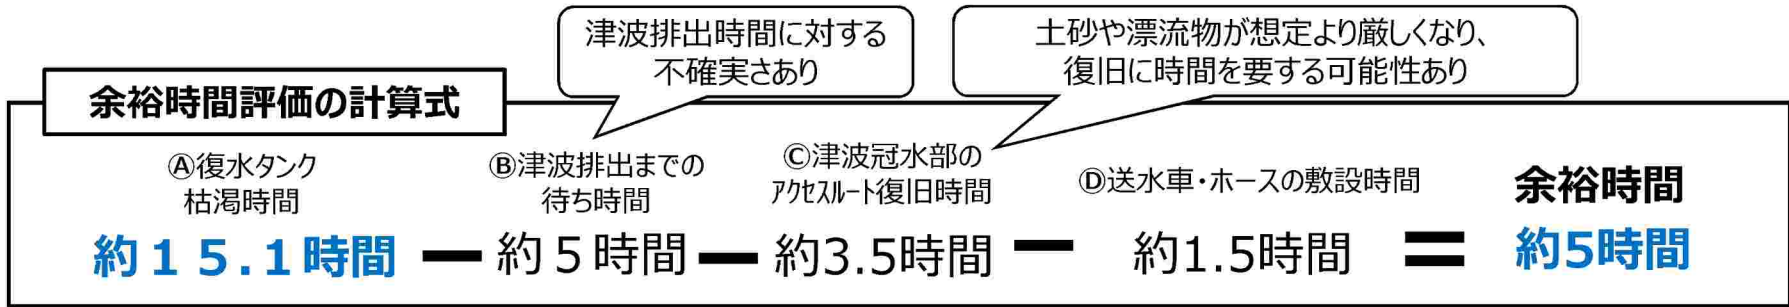 津波排出時間に対する
不確実さあり
土砂や漂流物が想定より厳しくなり、
復旧に時間を要する可能性あり
余裕時間評価の計算式
Ⓐ復水タンク
枯渇時間
約１５.１時間
－
Ⓑ津波排出までの
待ち時間
約５時間
－
Ⓒ津波冠水部の
ｱｸｾｽﾙｰﾄ復旧時間
約3.5時間
－
Ⓓ送水車・ホースの敷設時間
約1.5時間
＝
余裕時間
約5時間